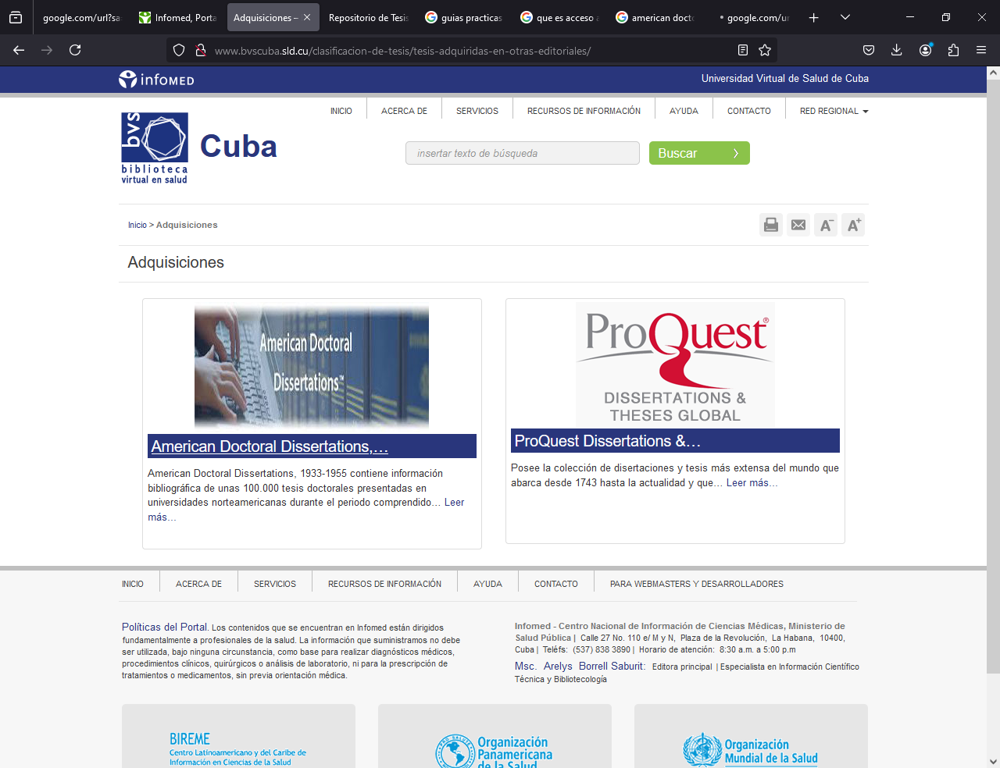 google.com/url?sa
Infomed, Porta
Adquisiciones –
Repositorio de Tesis
guias practicas
que es acceso a
american docto
google.com/ur
www.bvscuba.sld.cu/clasificacion-de-tesis/tesis-adquiridas-en-otras-editoriales/
infomed
Universidad Virtual de Salud de Cuba
INICIO
ACERCA DE
SERVICIOS
RECURSOS DE INFORMACIÓN
AYUDA
CONTACTO
RED REGIONAL
bvs
biblioteca
virtual en salud
Cuba
insertar texto de búsqueda
Buscar
Inicio > Adquisiciones
A−
A+
Adquisiciones
American Doctoral
Dissertations™
American Doctoral Dissertations,...
American Doctoral Dissertations, 1933-1955 contiene información
bibliográfica de unas 100.000 tesis doctorales presentadas en
universidades norteamericanas durante el periodo comprendido... Leer
más...
ProQuest®
DISSERTATIONS &
THESES GLOBAL
ProQuest Dissertations &...
Posee la colección de disertaciones y tesis más extensa del mundo que
abarca desde 1743 hasta la actualidad y que... Leer más...
INICIO
ACERCA DE
SERVICIOS
RECURSOS DE INFORMACIÓN
AYUDA
CONTACTO
PARA WEBMASTERS Y DESARROLLADORES
Políticas del Portal. Los contenidos que se encuentran en Infomed están dirigidos
fundamentalmente a profesionales de la salud. La información que suministramos no debe
ser utilizada, bajo ninguna circunstancia, como base para realizar diagnósticos médicos,
procedimientos clínicos, quirúrgicos o análisis de laboratorio, ni para la prescripción de
tratamientos o medicamentos, sin previa orientación médica.
Infomed - Centro Nacional de Información de Ciencias Médicas, Ministerio de
Salud Pública | Calle 27 No. 110 e/ M y N, Plaza de la Revolución, La Habana, 10400,
Cuba | Teléfs: (537) 838 3890 | Horario de atención: 8:30 a.m. a 5:00 p.m
Msc. Arelys Borrell Saburit: Editora principal | Especialista en Información Científico
Técnica y Bibliotecología
BIREME
Centro Latinoamericano y del Caribe de
Información en Ciencias de la Salud
Organización
Panamericana
de la Salud
Organización
Mundial de la Salud